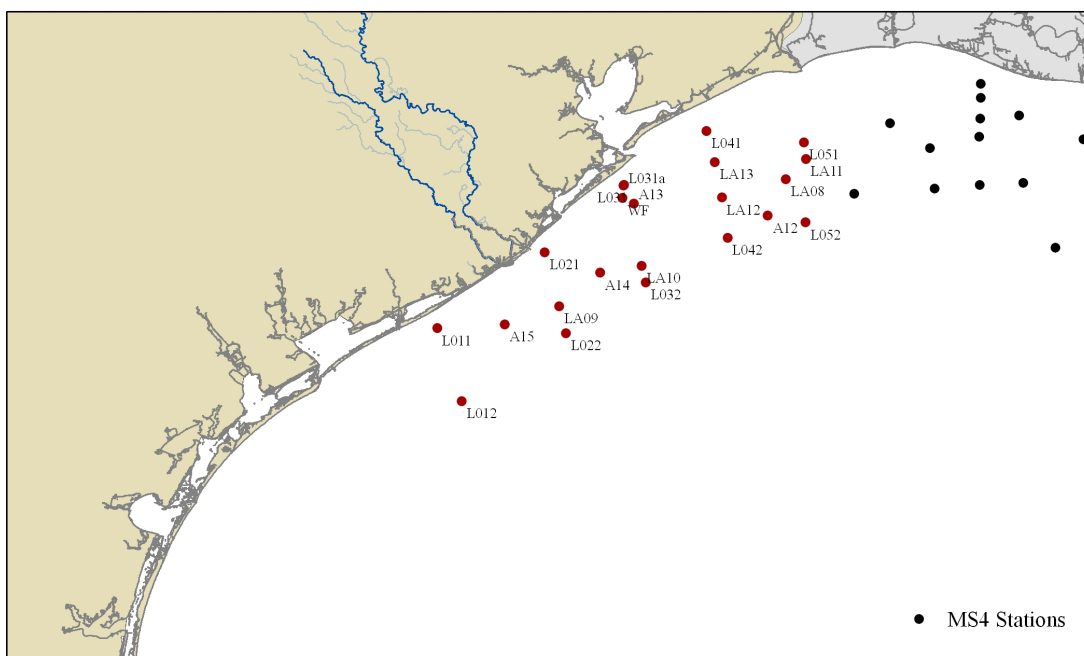 L041
L051
LA11
LA13
LA08
L031a
A13
L031
WF
LA12
A12
L052
L042
L021
LA10
A14
L032
LA09
A15
L011
L022
L012
MS4 Stations